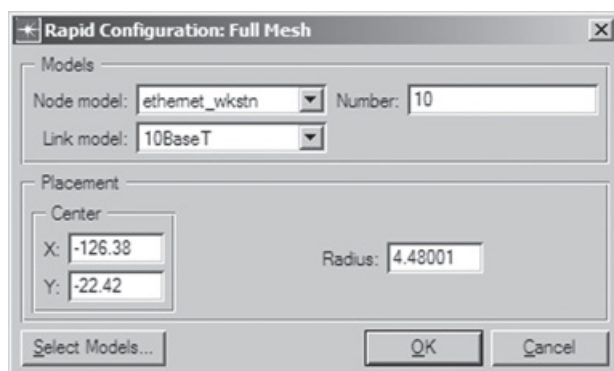 Rapid Configuration: Full Mesh
Models
Node model: ethernet_wkstn Number: 10
Link model: 10BaseT
Placement
Center
X: -126.38
Radius: 4.48001
Y: -22.42
Select Models... OK Cancel